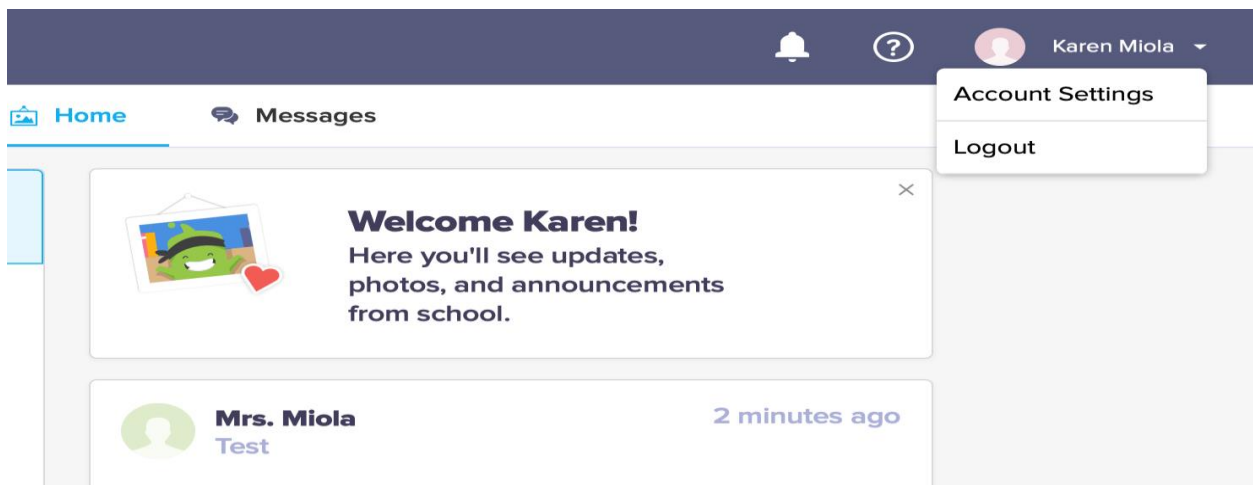 Karen Miola
Account Settings
Logout
Home
Messages
Welcome Karen!
Here you'll see updates,
photos, and announcements
from school.
Mrs. Miola
2 minutes ago
Test